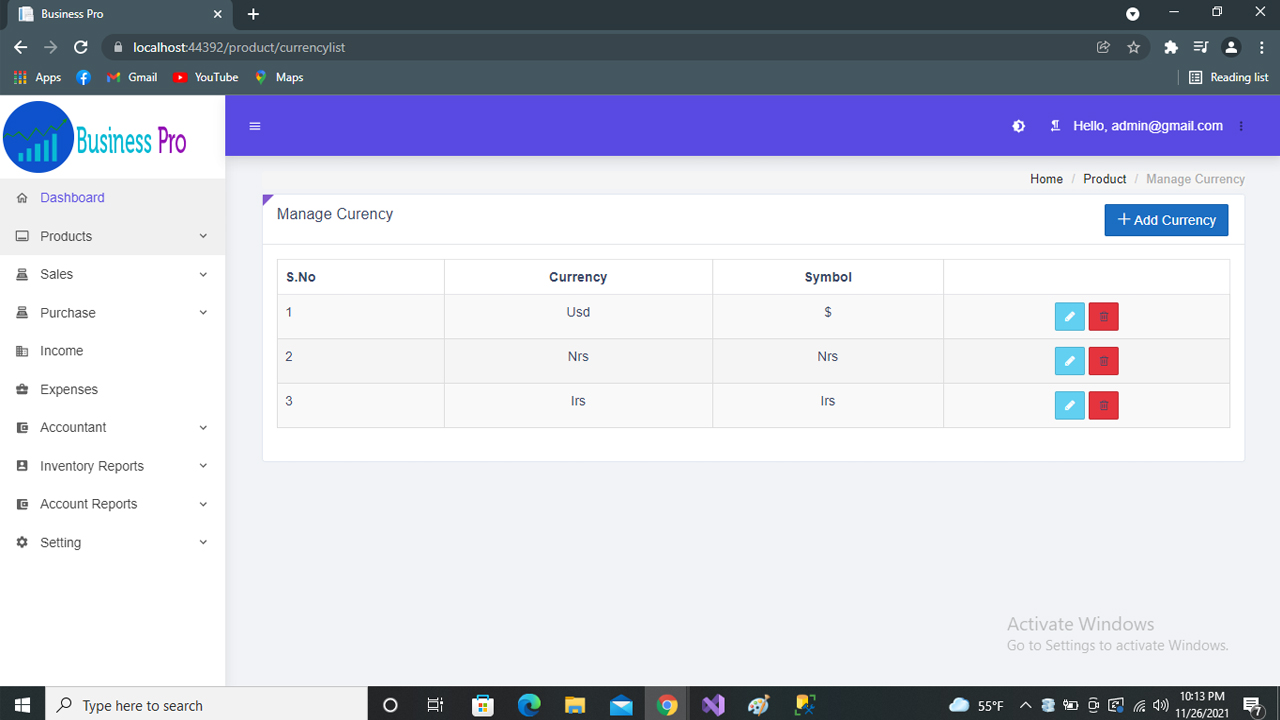 Business Pro
localhost:44392/product/currencylist
Apps Gmail YouTube Maps Reading list
Business Pro
Hello, admin@gmail.com
Home / Product / Manage Currency
Dashboard
Products
Sales
Purchase
Income
Expenses
Accountant
Inventory Reports
Account Reports
Setting
Manage Curency
+ Add Currency
S.No Currency Symbol
1 Usd $
2 Nrs Nrs
3 Irs Irs
Activate Windows
Go to Settings to activate Windows.
Type here to search
55°F
10:13 PM
11/26/2021
7